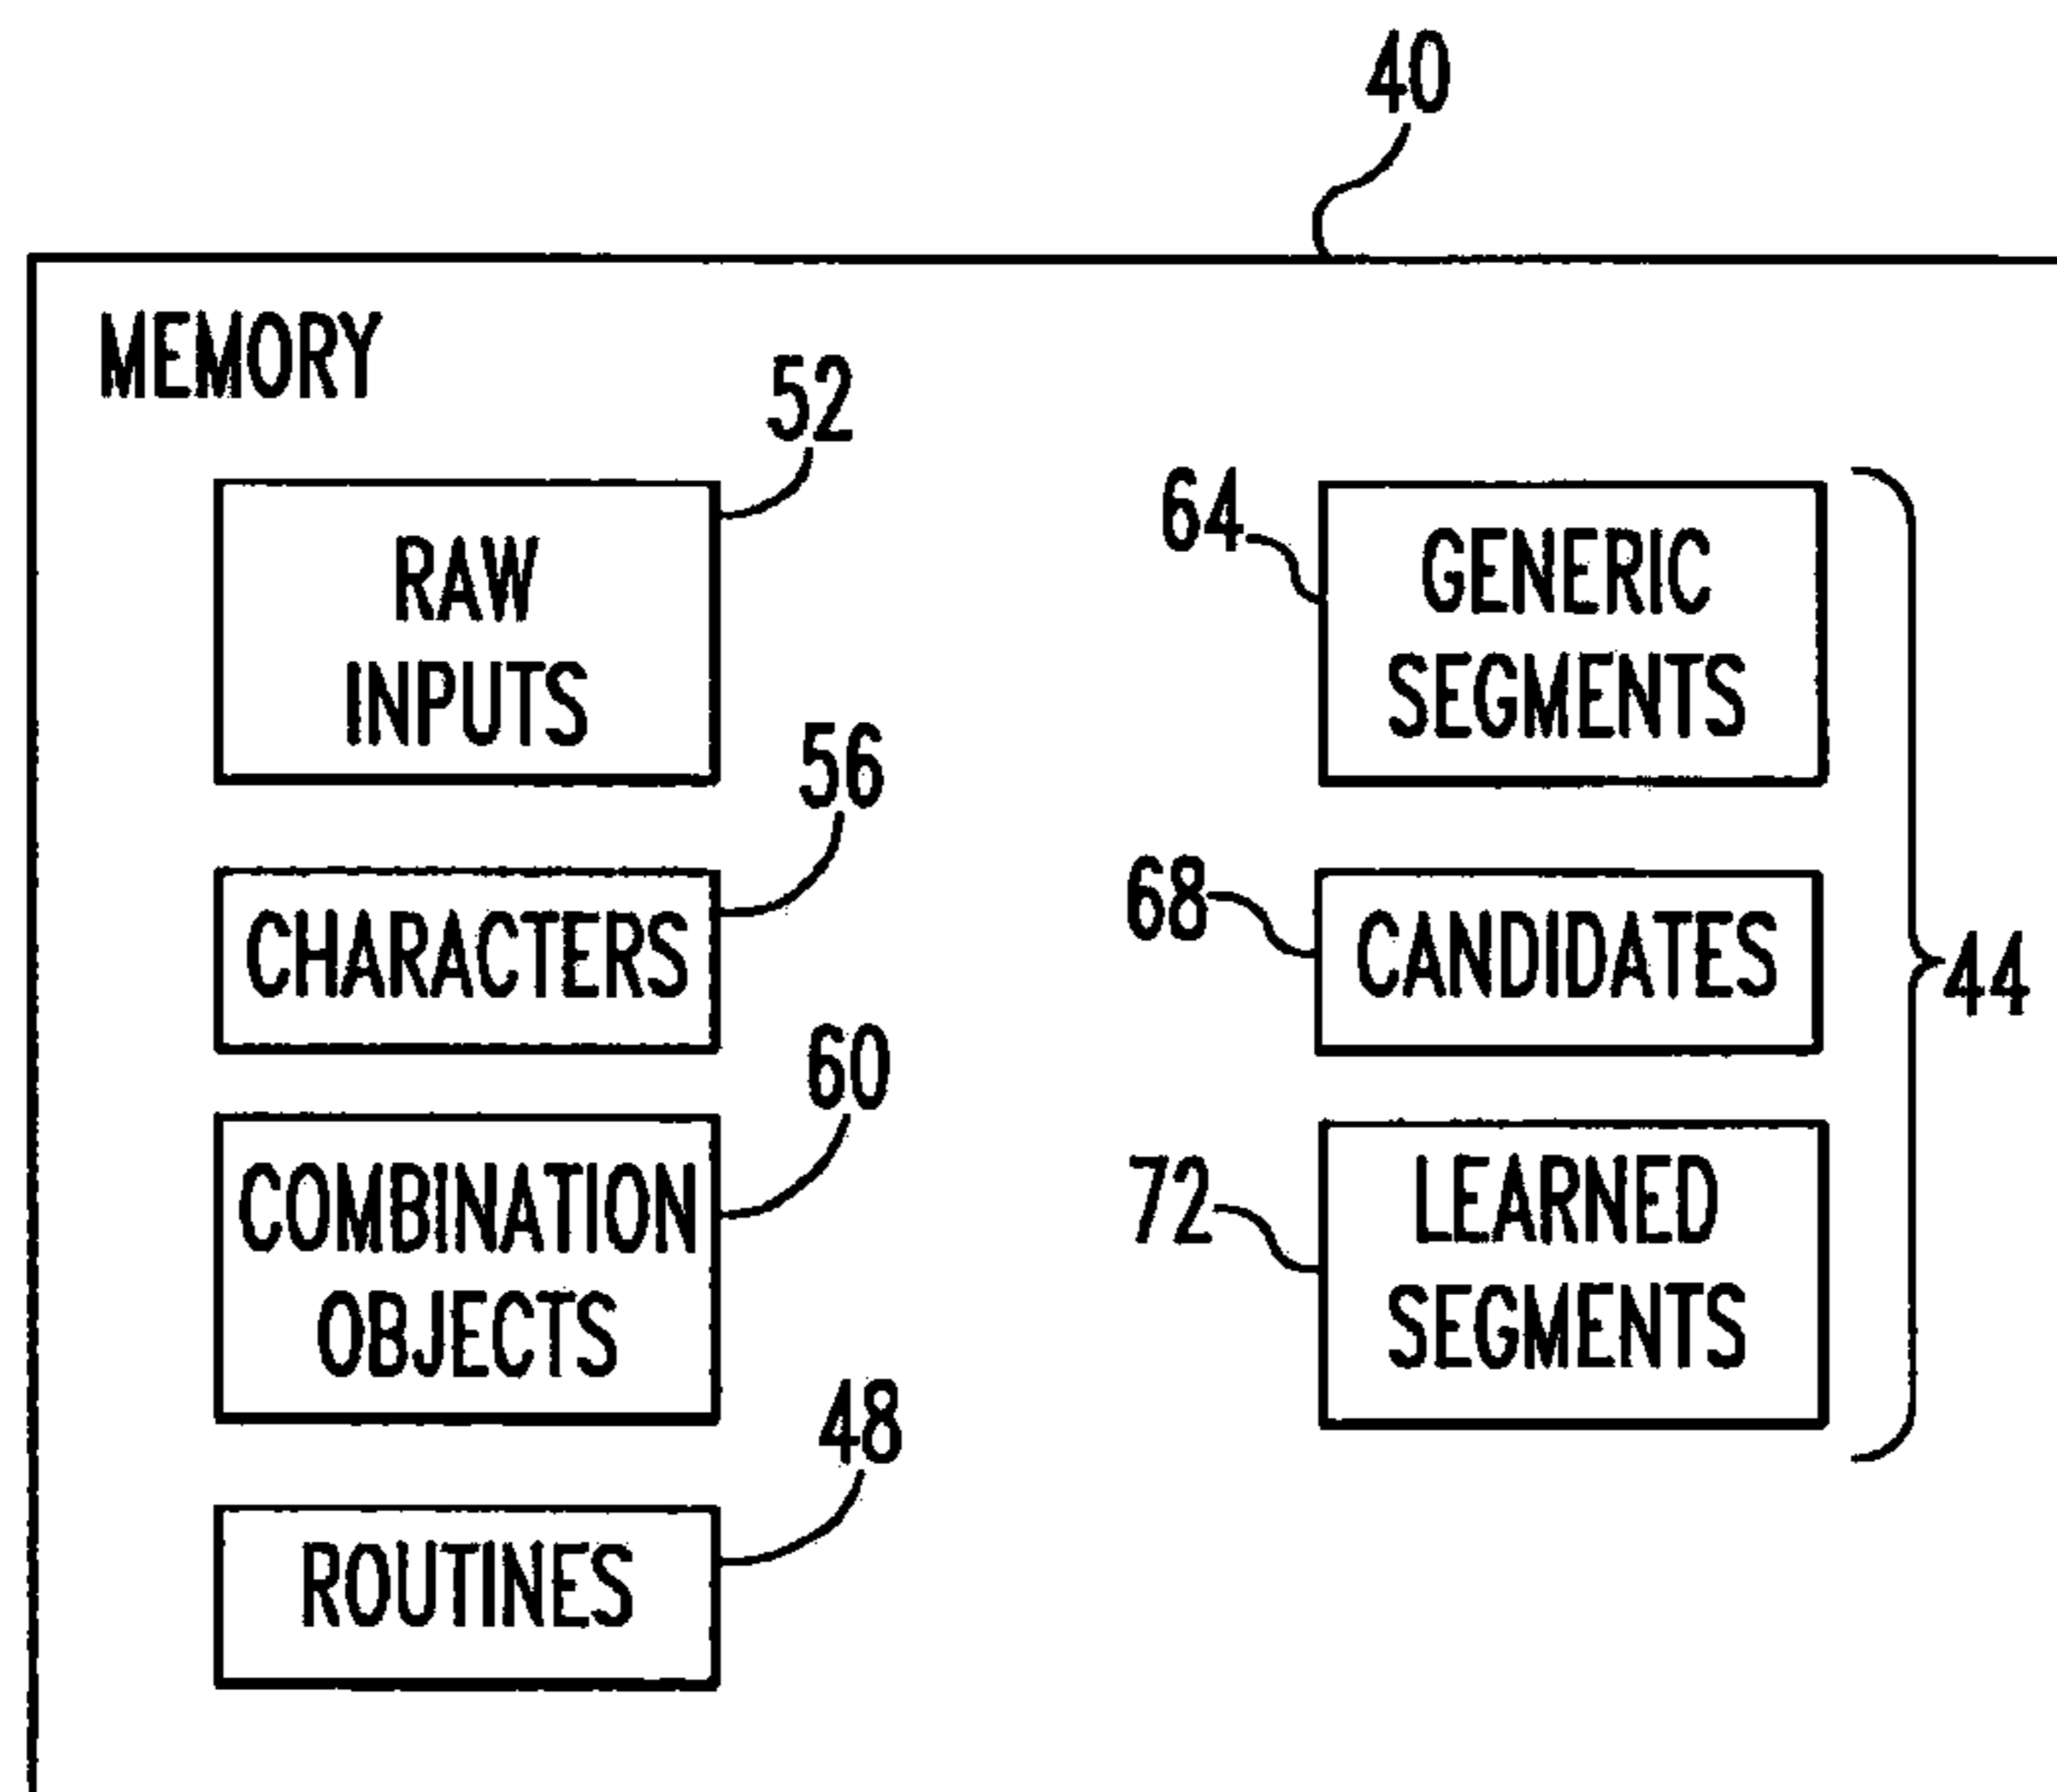 40
MEMORY
52
RAW
INPUTS
56
CHARACTERS
60
COMBINATION
OBJECTS
48
ROUTINES
64
GENERIC
SEGMENTS
68
CANDIDATES
72
LEARNED
SEGMENTS
44